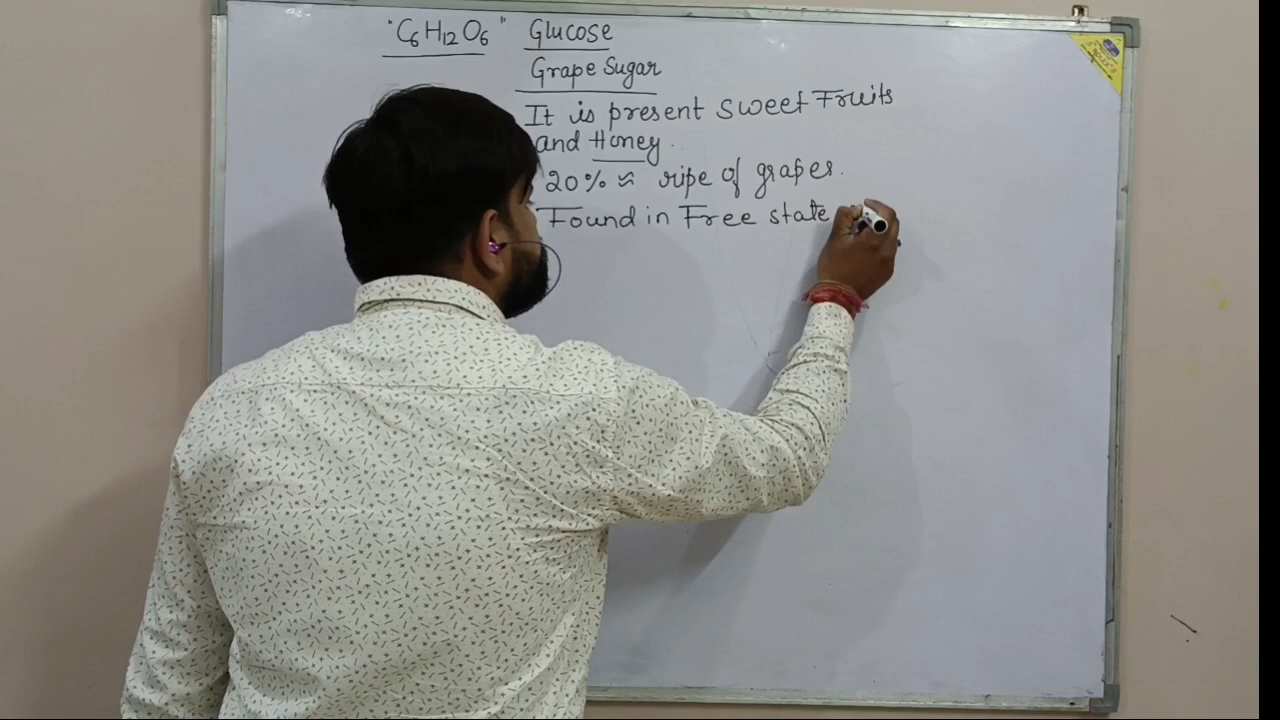 "C6H12O6" Glucose
Grape Sugar
It is present sweet Fruits
and Honey.
20% ≈ ripe of grapes.
Found in Free state